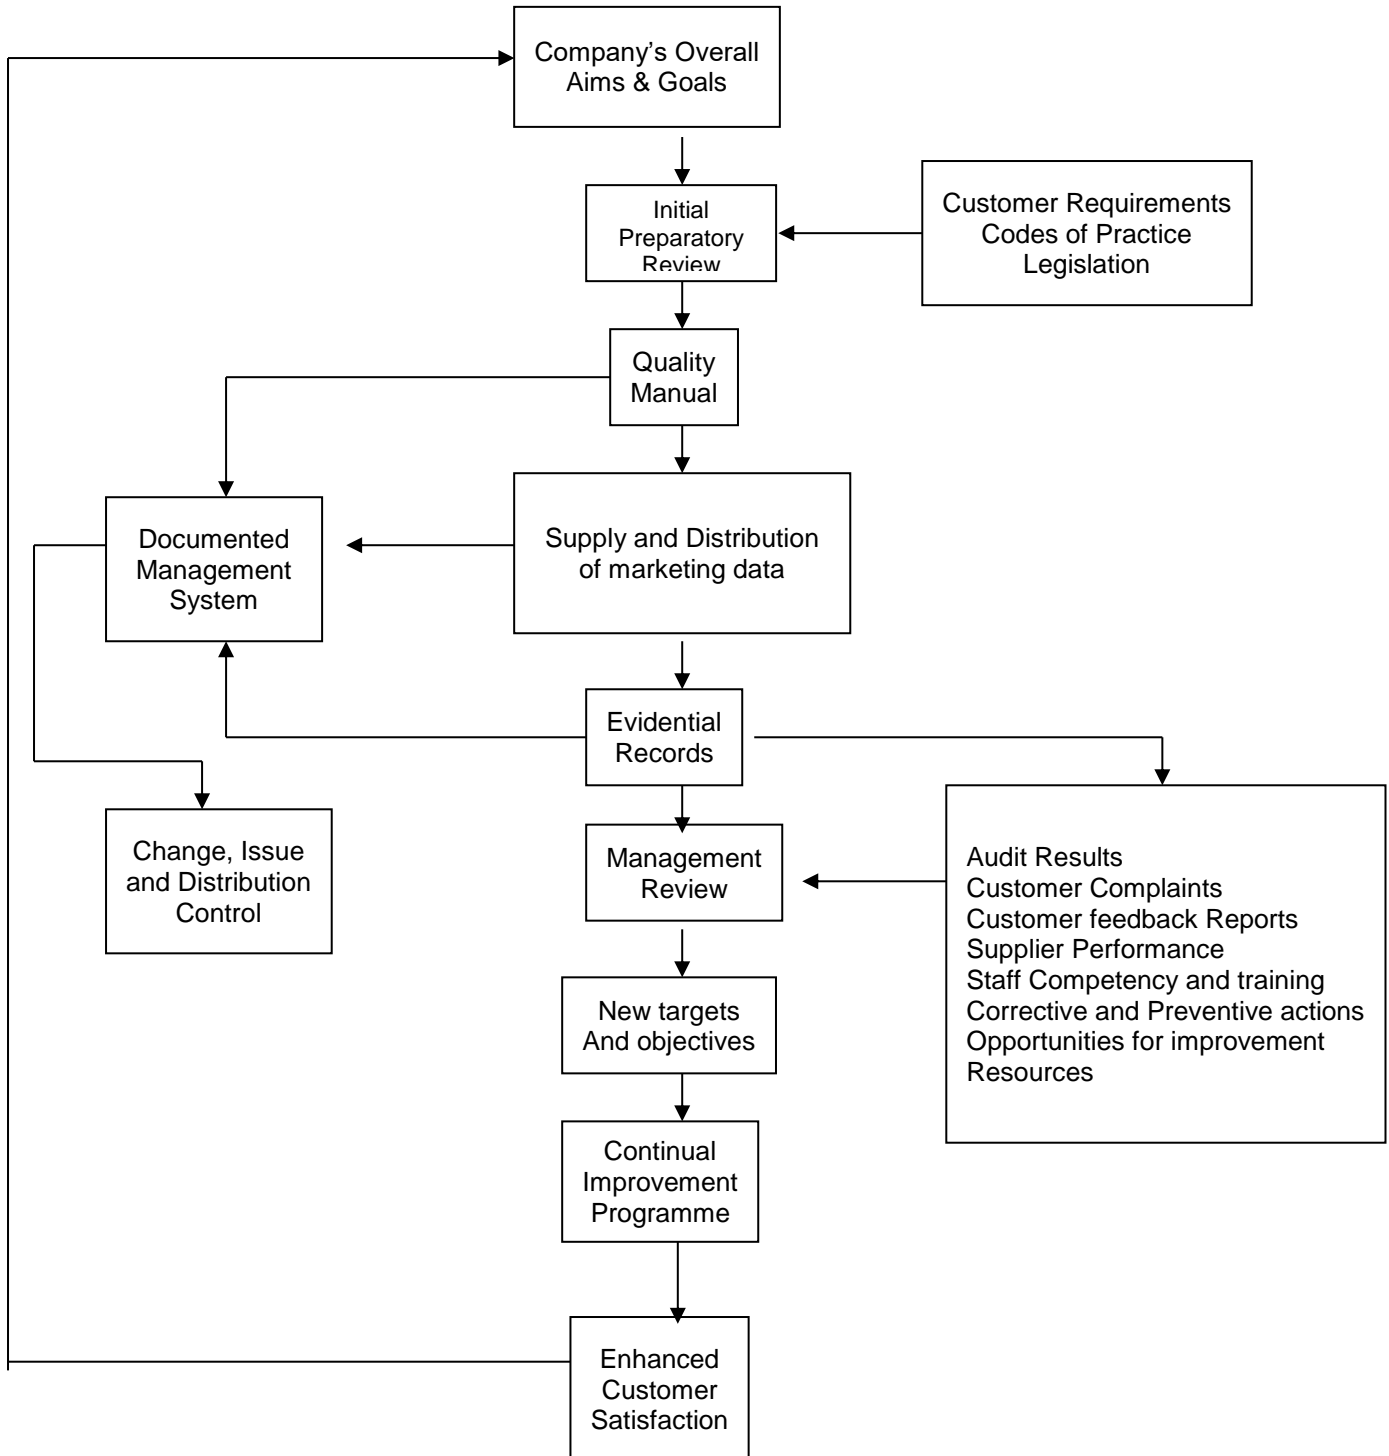 Company’s Overall
Aims & Goals
Initial
Preparatory
Review
Customer Requirements
Codes of Practice
Legislation
Quality
Manual
Documented
Management
System
Supply and Distribution
of marketing data
Evidential
Records
Change, Issue
and Distribution
Control
Management
Review
Audit Results
Customer Complaints
Customer feedback Reports
Supplier Performance
Staff Competency and training
Corrective and Preventive actions
Opportunities for improvement
Resources
New targets
And objectives
Continual
Improvement
Programme
Enhanced
Customer
Satisfaction